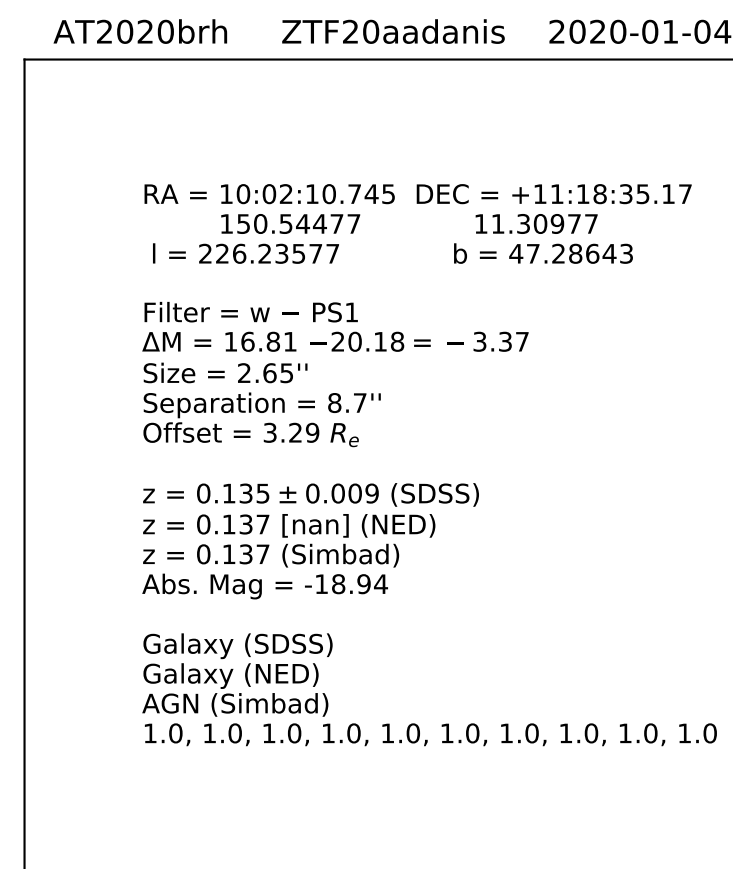 AT2020brh ZTF20aadanis 2020-01-04
RA = 10:02:10.745 DEC = +11:18:35.17
150.54477 11.30977
l = 226.23577 b = 47.28643
Filter = w − PS1
ΔM = 16.81 −20.18 = − 3.37
Size = 2.65''
Separation = 8.7''
Offset = 3.29 Rₑ
z = 0.135 ± 0.009 (SDSS)
z = 0.137 [nan] (NED)
z = 0.137 (Simbad)
Abs. Mag = -18.94
Galaxy (SDSS)
Galaxy (NED)
AGN (Simbad)
1.0, 1.0, 1.0, 1.0, 1.0, 1.0, 1.0, 1.0, 1.0, 1.0